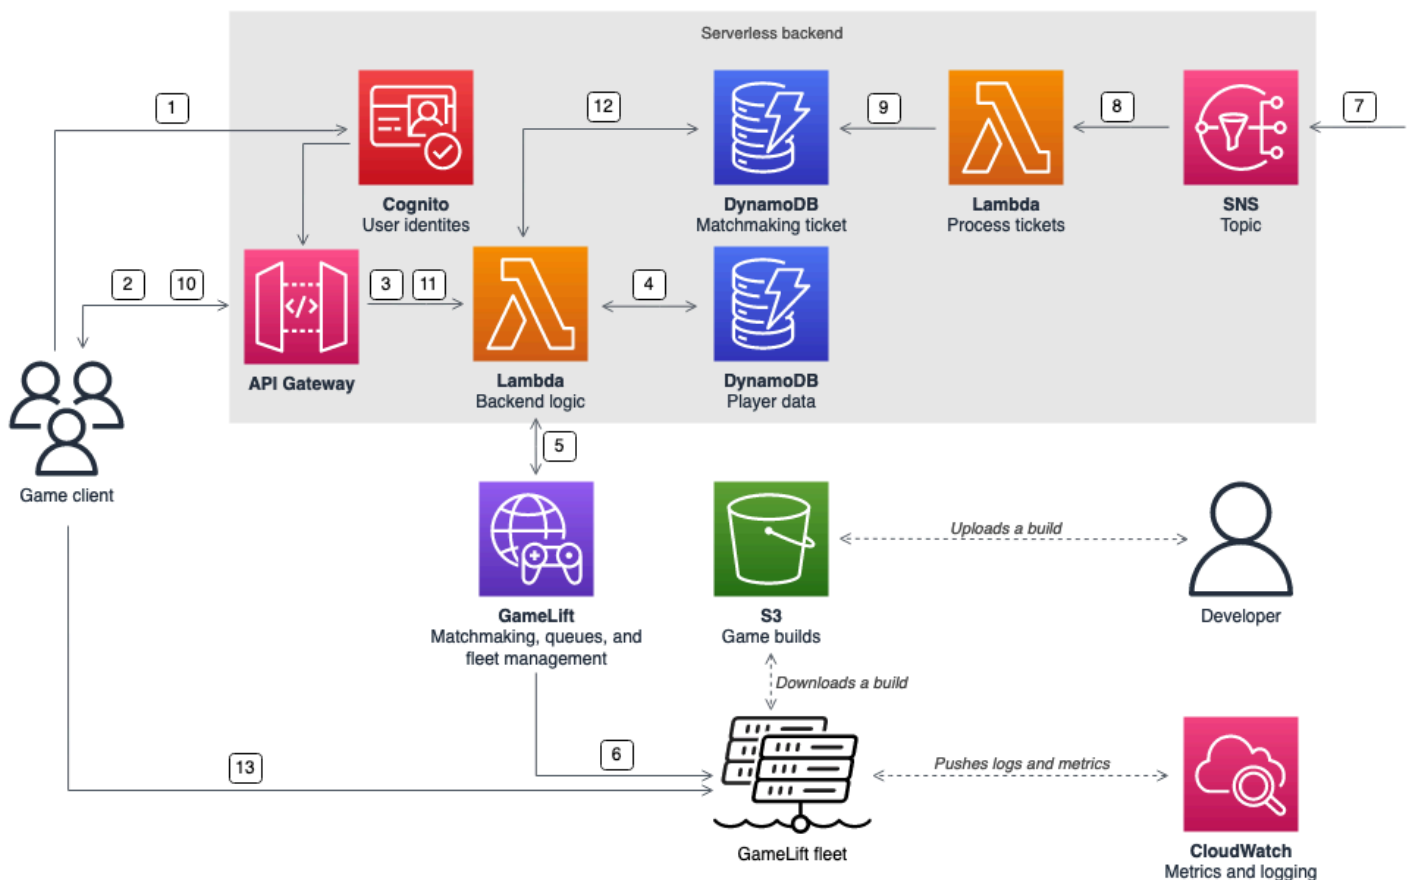 Serverless backend
1
12
9
8
7
Cognito
User identites
DynamoDB
Matchmaking ticket
Lambda
Process tickets
SNS
Topic
2
10
3
11
4
API Gateway
Lambda
Backend logic
DynamoDB
Player data
5
Game client
Uploads a build
GameLift
Matchmaking, queues, and
fleet management
S3
Game builds
Developer
Downloads a build
6
13
Pushes logs and metrics
GameLift fleet
CloudWatch
Metrics and logging